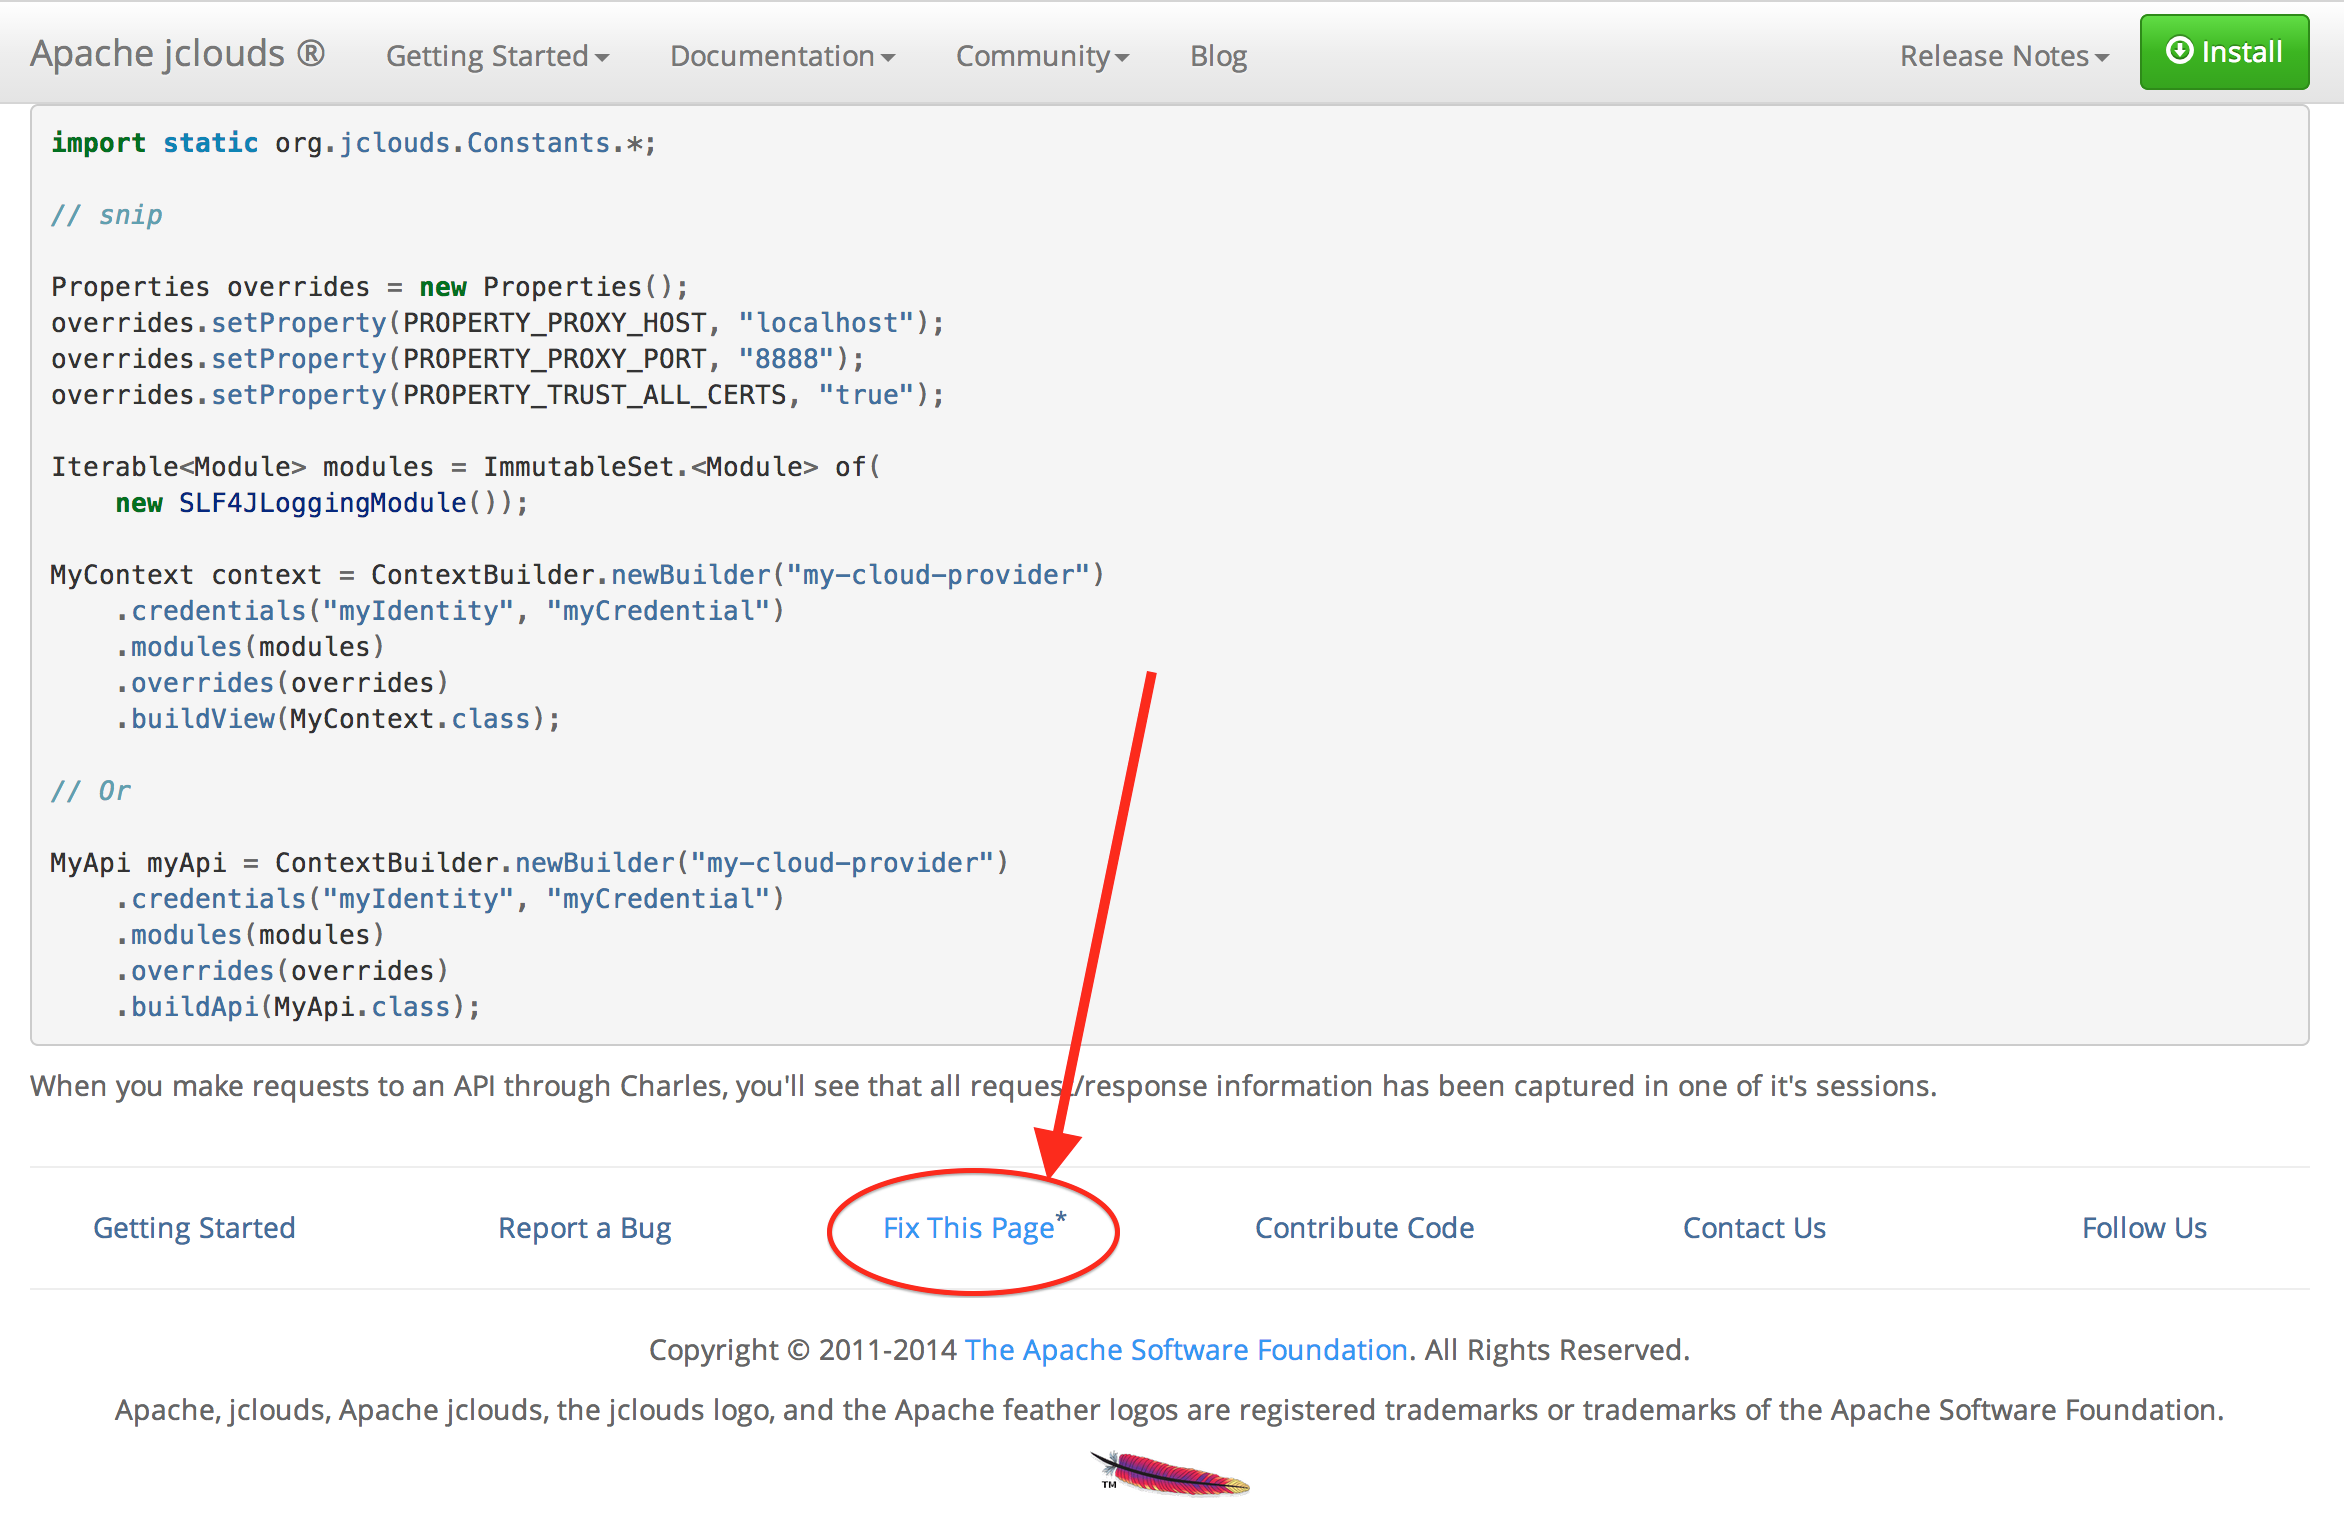 Apache jclouds ® Getting Started Documentation Community Blog Release Notes Install
import static org.jclouds.Constants.*;
// snip
Properties overrides = new Properties();
overrides.setProperty(PROPERTY_PROXY_HOST, "localhost");
overrides.setProperty(PROPERTY_PROXY_PORT, "8888");
overrides.setProperty(PROPERTY_TRUST_ALL_CERTS, "true");
Iterable<Module> modules = ImmutableSet.<Module> of(
    new SLF4JLoggingModule());
MyContext context = ContextBuilder.newBuilder("my-cloud-provider")
    .credentials("myIdentity", "myCredential")
    .modules(modules)
    .overrides(overrides)
    .buildView(MyContext.class);
// Or
MyApi myApi = ContextBuilder.newBuilder("my-cloud-provider")
    .credentials("myIdentity", "myCredential")
    .modules(modules)
    .overrides(overrides)
    .buildApi(MyApi.class);
When you make requests to an API through Charles, you'll see that all request/response information has been captured in one of it's sessions.
Getting Started Report a Bug Fix This Page* Contribute Code Contact Us Follow Us
Copyright © 2011-2014 The Apache Software Foundation. All Rights Reserved.
Apache, jclouds, Apache jclouds, the jclouds logo, and the Apache feather logos are registered trademarks or trademarks of the Apache Software Foundation.
TM